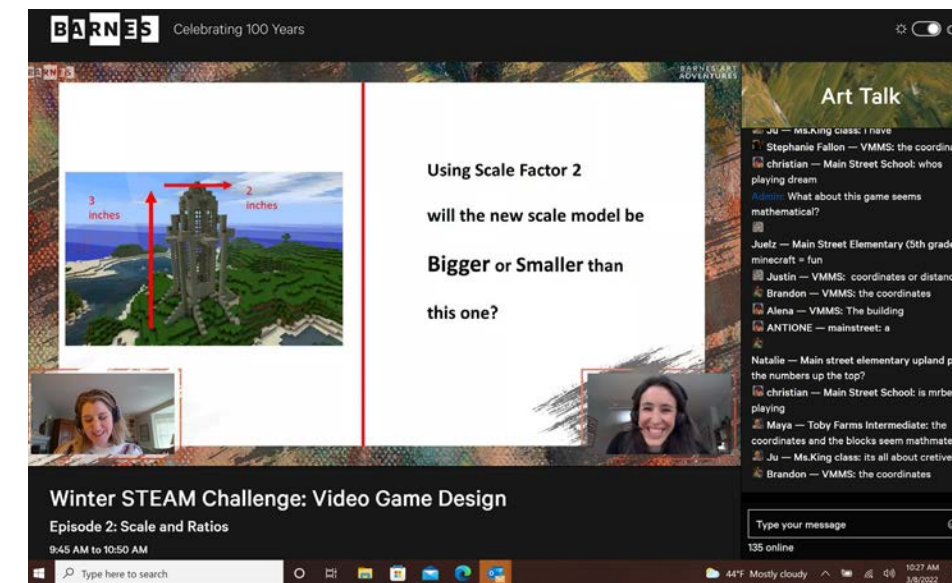 BARNES
Celebrating 100 Years
BARNES
BARNES ART
ADVENTURES
3
inches
2
inches
Using Scale Factor 2
will the new scale model be
Bigger or Smaller than
this one?
Winter STEAM Challenge: Video Game Design
Episode 2: Scale and Ratios
9:45 AM to 10:50 AM
Art Talk
Ju — Ms.King class: i have
Stephanie Fallon — VMMS: the coordina
christian — Main Street School: whos
playing dream
Admin: What about this game seems
mathematical?
Juelz — Main Street Elementary (5th grade
minecraft = fun
Justin — VMMS: coordinates or distanc
Brandon — VMMS: the coordinates
Alena — VMMS: The building
ANTIONE — mainstreet: a
Natalie — Main street elementary upland p
the numbers up the top?
christian — Main Street School: is mrbe
playing
Maya — Toby Farms Intermediate: the
coordinates and the blocks seem mathmate
Ju — Ms.King class: its all about cretive
Brandon — VMMS: the coordinates
Type your message
135 online
Type here to search
44°F Mostly cloudy
10:27 AM
3/8/2022